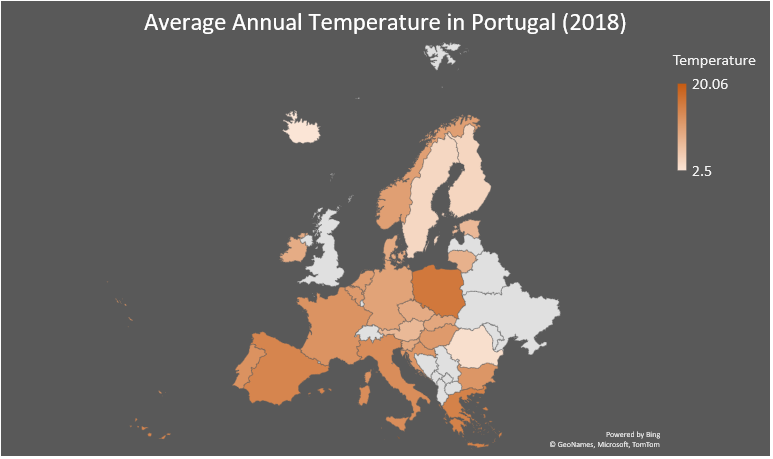 Average Annual Temperature in Portugal (2018)
Temperature
20.06
2.5
Powered by Bing
© GeoNames, Microsoft, TomTom